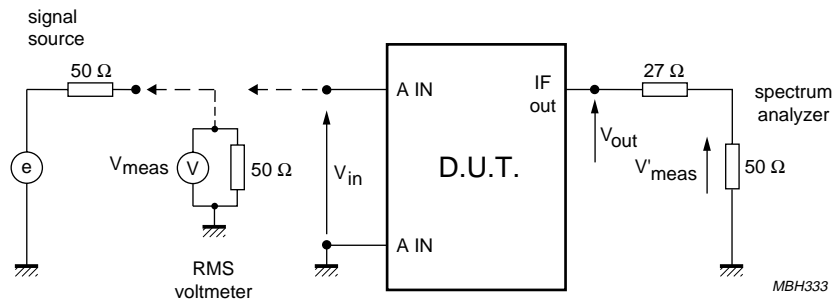 signal
source
50 Ω
e
Vmeas
V
50 Ω
RMS
voltmeter
Vin
A IN
A IN
D.U.T.
IF
out
Vout
27 Ω
V'meas
50 Ω
spectrum
analyzer
MBH333